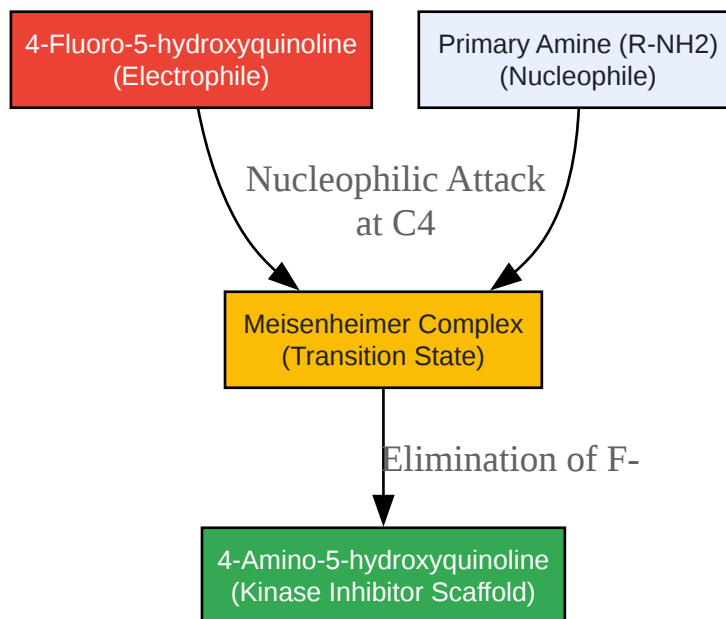 4-Fluoro-5-hydroxyquinoline
(Electrophile)
Primary Amine (R-NH2)
(Nucleophile)
Nucleophilic Attack
at C4
Meisenheimer Complex
(Transition State)
Elimination of F-
4-Amino-5-hydroxyquinoline
(Kinase Inhibitor Scaffold)